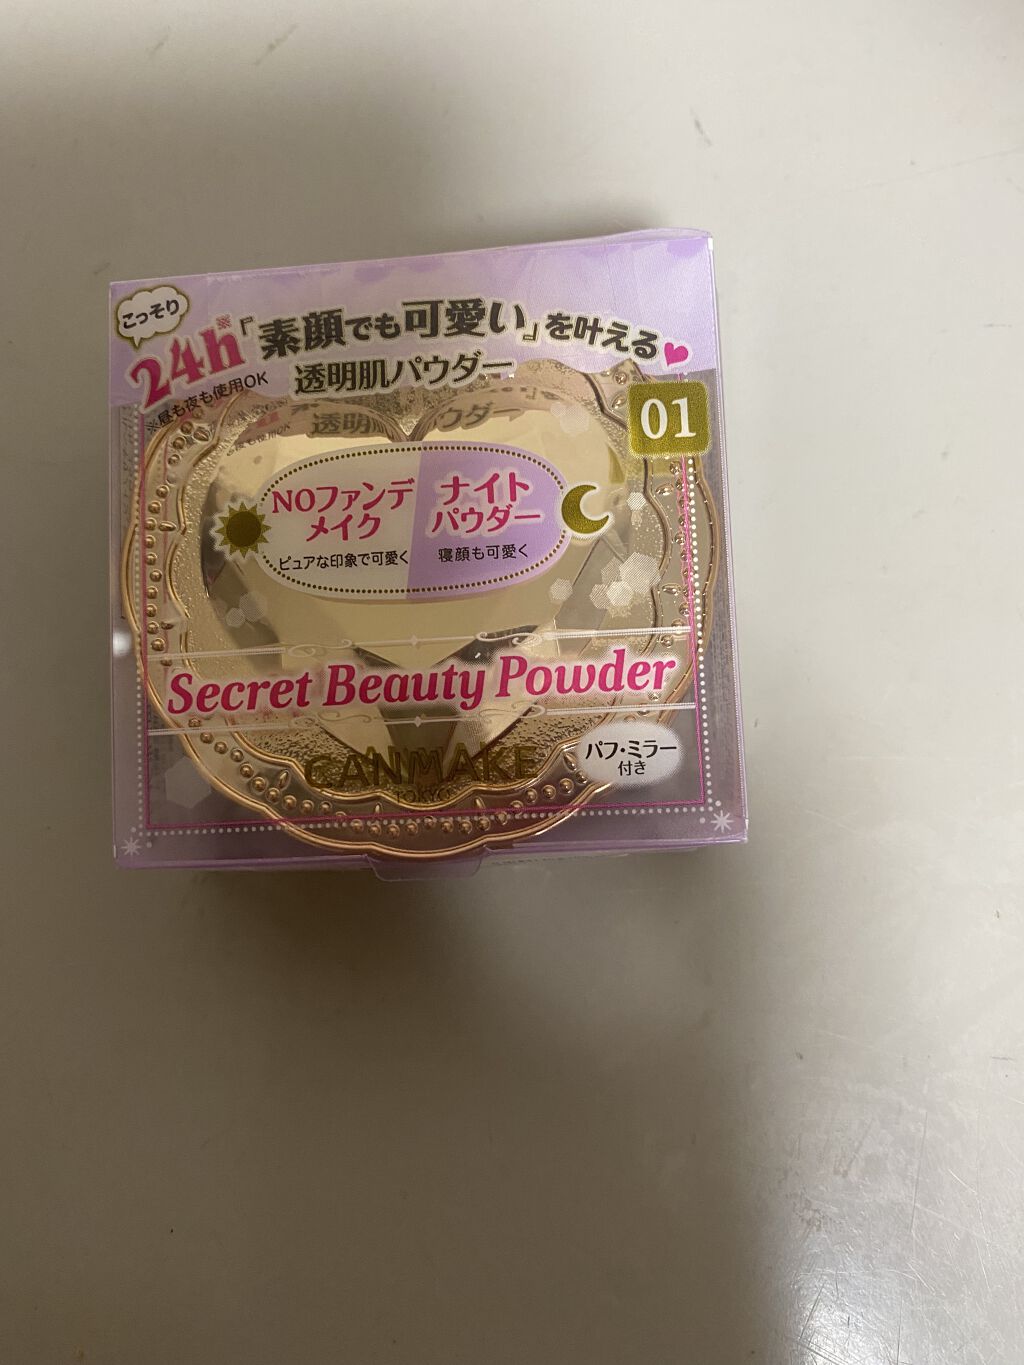 こっそり
24h※『素顔でも可愛い』を叶える
※昼も夜も使用OK
透明肌パウダー
01
NOファンデ
メイク
ピュアな印象で可愛く
ナイト
パウダー
寝顔も可愛く
Secret Beauty Powder
CANMAKE
TOKYO
パフ・ミラー
付き